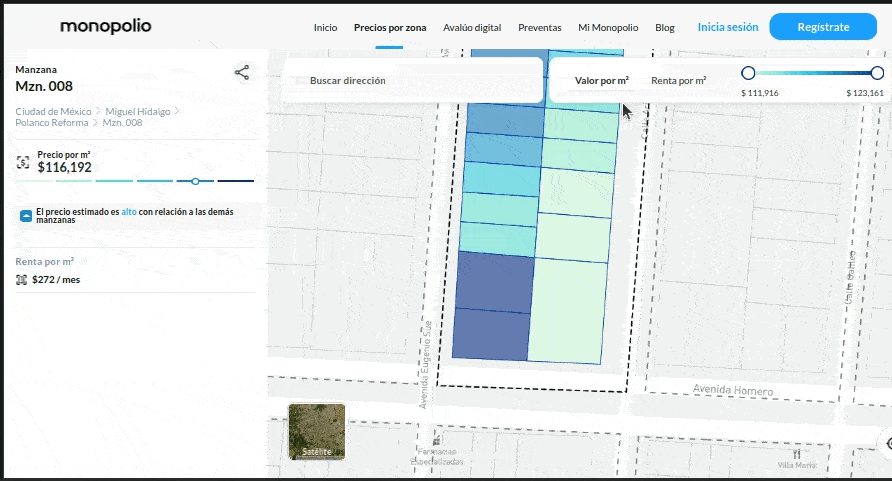 monopolio
Inicio
Precios por zona
Avalúo digital
Preventas
Mi Monopolio
Blog
Inicia sesión
Regístrate
Manzana
Mzn. 008
Ciudad de México > Miguel Hidalgo >
Polanco Reforma > Mzn. 008
Precio por m²
$116,192
El precio estimado es alto con relación a las demás
manzanas
Renta por m²
$272 / mes
Buscar dirección
Valor por m²
Renta por m²
$ 111,916
$ 123,161
Avenida Eugenio Sue
Calle Galileo
Avenida Homero
Satélite
Farmacias
Especializadas
Villa María